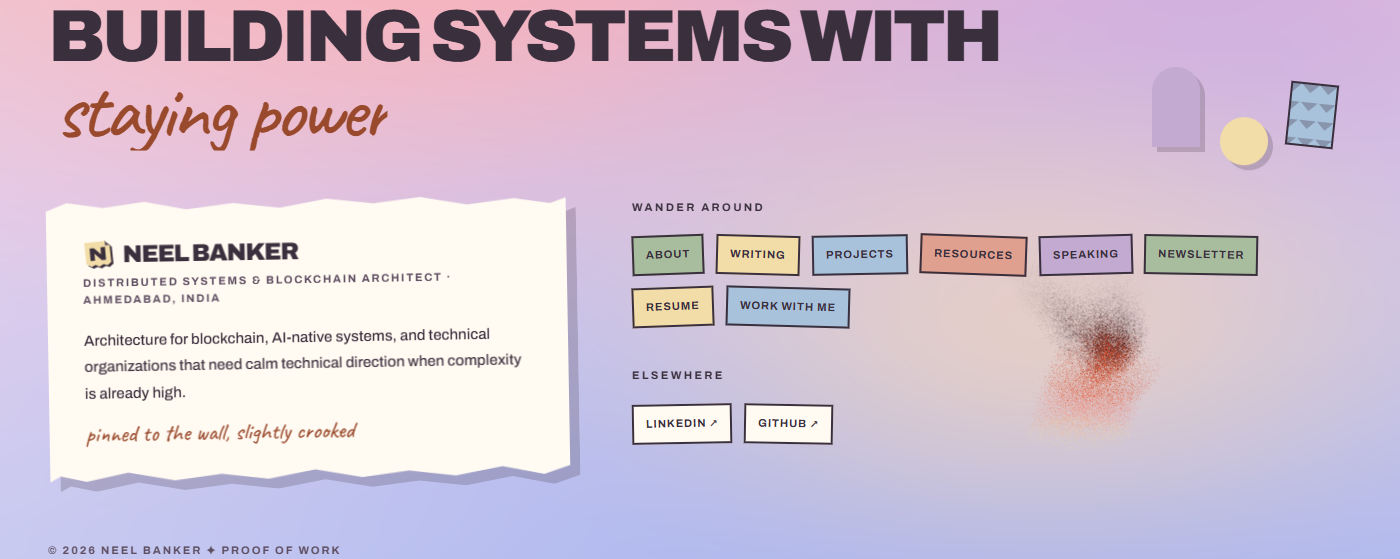 BUILDING SYSTEMS WITH
staying power
N NEEL BANKER
DISTRIBUTED SYSTEMS & BLOCKCHAIN ARCHITECT ·
AHMEDABAD, INDIA
Architecture for blockchain, AI-native systems, and technical
organizations that need calm technical direction when complexity
is already high.
pinned to the wall, slightly crooked
WANDER AROUND
ABOUT WRITING PROJECTS RESOURCES SPEAKING NEWSLETTER
RESUME WORK WITH ME
ELSEWHERE
LINKEDIN ↗ GITHUB ↗
© 2026 NEEL BANKER ✦ PROOF OF WORK